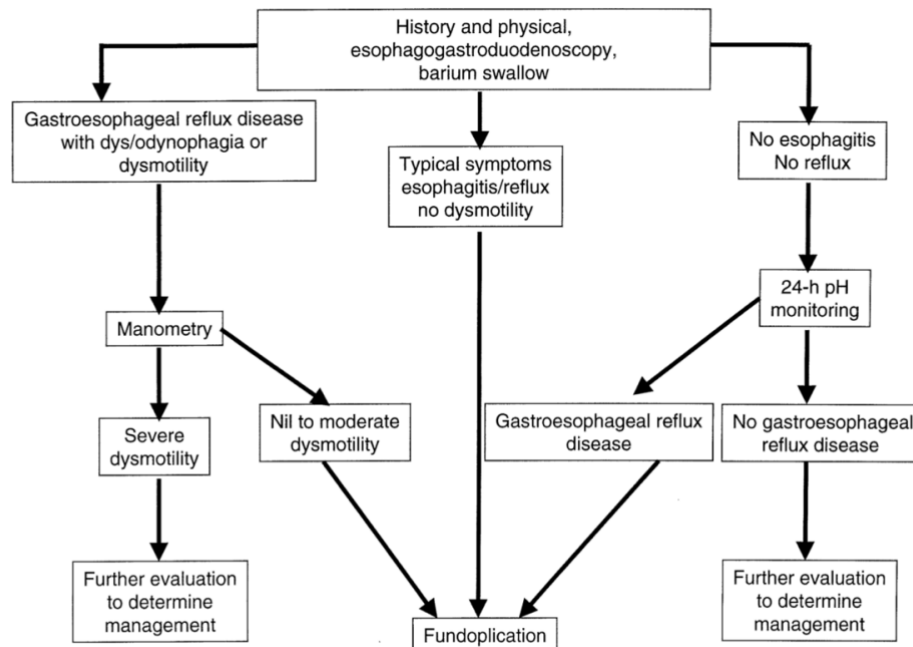 History and physical,
esophagogastroduodenoscopy,
barium swallow
Gastroesophageal reflux disease
with dys/odynophagia or
dysmotility
Typical symptoms
esophagitis/reflux
no dysmotility
No esophagitis
No reflux
24-h pH
monitoring
Manometry
Severe
dysmotility
Nil to moderate
dysmotility
Gastroesophageal reflux
disease
No gastroesophageal
reflux disease
Further evaluation
to determine
management
Fundoplication
Further evaluation
to determine
management